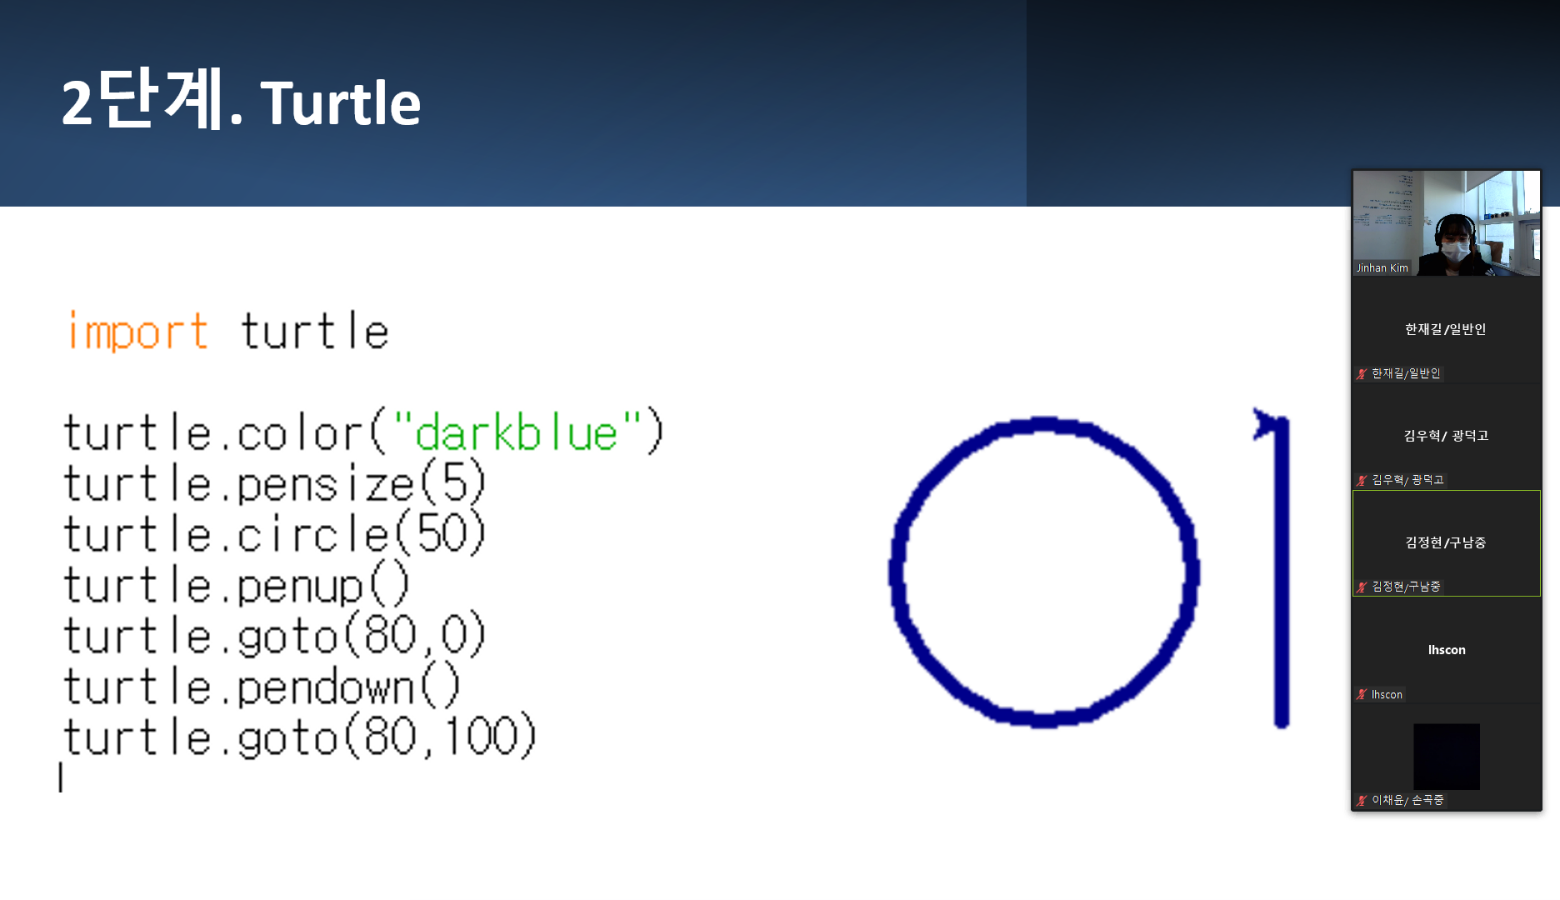 2단계. Turtle
import turtle
turtle.color("darkblue")
turtle.pensize(5)
turtle.circle(50)
turtle.penup()
turtle.goto(80,0)
turtle.pendown()
turtle.goto(80,100)
Jinhan Kim
한재길/일반인
한재길/일반인
김우혁/ 광덕고
김우혁/ 광덕고
김정현/구남중
김정현/구남중
lhscon
lhscon
이채윤/ 손곡중